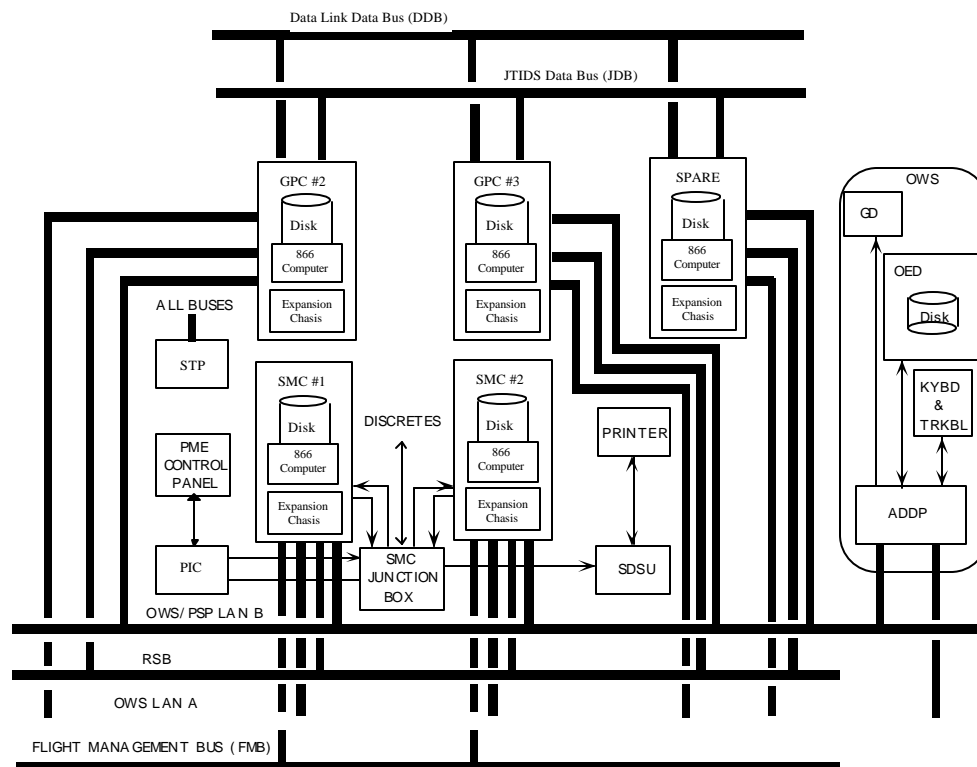 Data Link Data Bus (DDB)
JTIDS Data Bus (JDB)
GPC #2
Disk
866
Computer
Expansion
Chasis
GPC #3
Disk
866
Computer
Expansion
Chasis
SPARE
Disk
866
Computer
Expansion
Chasis
OWS
GD
OED
Disk
KYBD
&
TRKBL
ADDP
ALL BUSES
STP
SMC #1
Disk
866
Computer
Expansion
Chasis
DISCRETES
SMC #2
Disk
866
Computer
Expansion
Chasis
PRINTER
PME
CONTROL
PANEL
PIC
SMC
JUNCTION
BOX
SDSU
OWS/ PSP LAN B
RSB
OWS LAN A
FLIGHT MANAGEMENT BUS ( FMB)